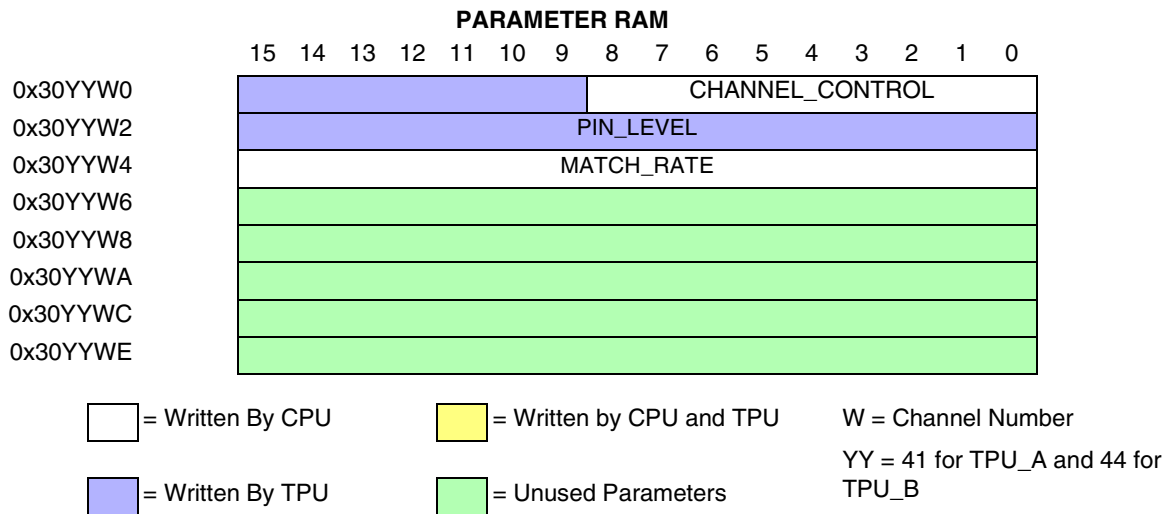 PARAMETER RAM
15 14 13 12 11 10 9 8 7 6 5 4 3 2 1 0
0x30YYW0 CHANNEL_CONTROL
0x30YYW2 PIN_LEVEL
0x30YYW4 MATCH_RATE
0x30YYW6
0x30YYW8
0x30YYWA
0x30YYWC
0x30YYWE
= Written By CPU = Written by CPU and TPU W = Channel Number
= Written By TPU = Unused Parameters YY = 41 for TPU_A and 44 for
TPU_B